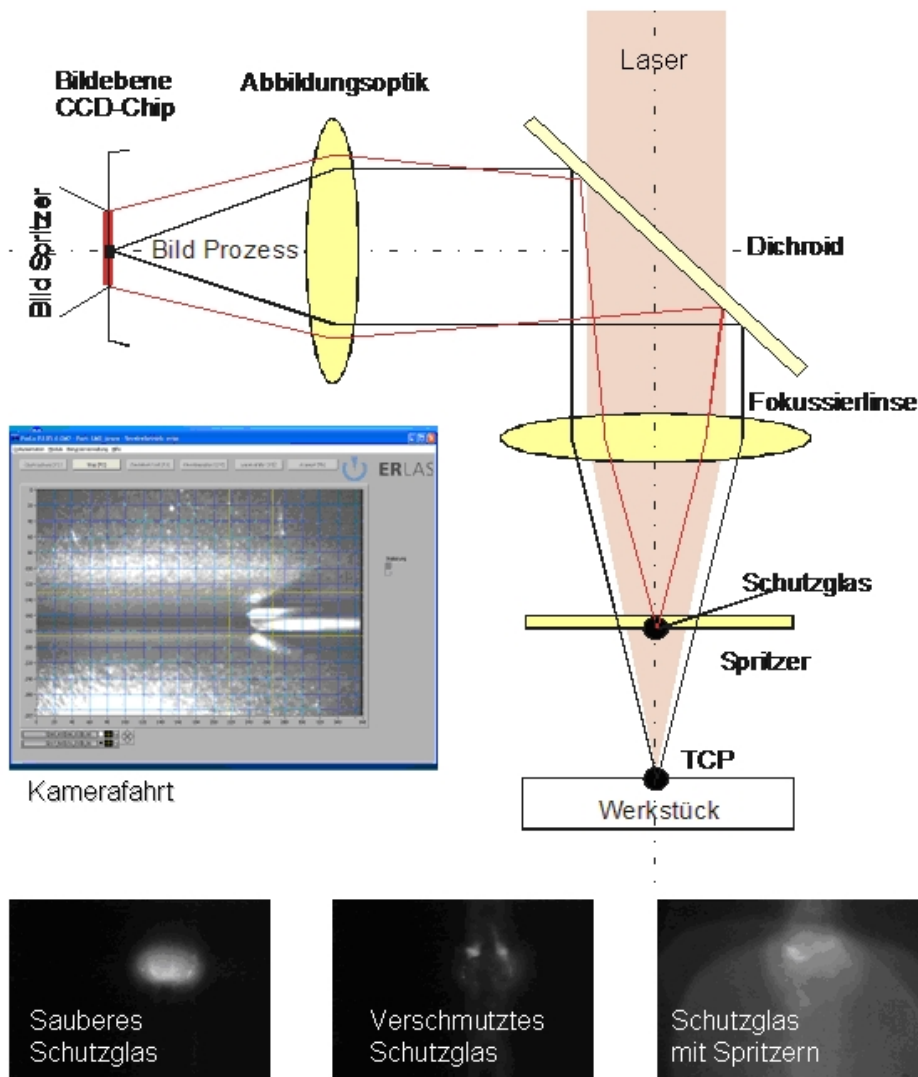 Laser
Bildebene
CCD-Chip
Abbildungsoptik
Bild Spritzer
Bild Prozess
Dichroid
Fokussierlinse
ERLAS
Schutzglas
Spritzer
TCP
Werkstück
Kamerafahrt
Sauberes
Schutzglas
Verschmutztes
Schutzglas
Schutzglas
mit Spritzern